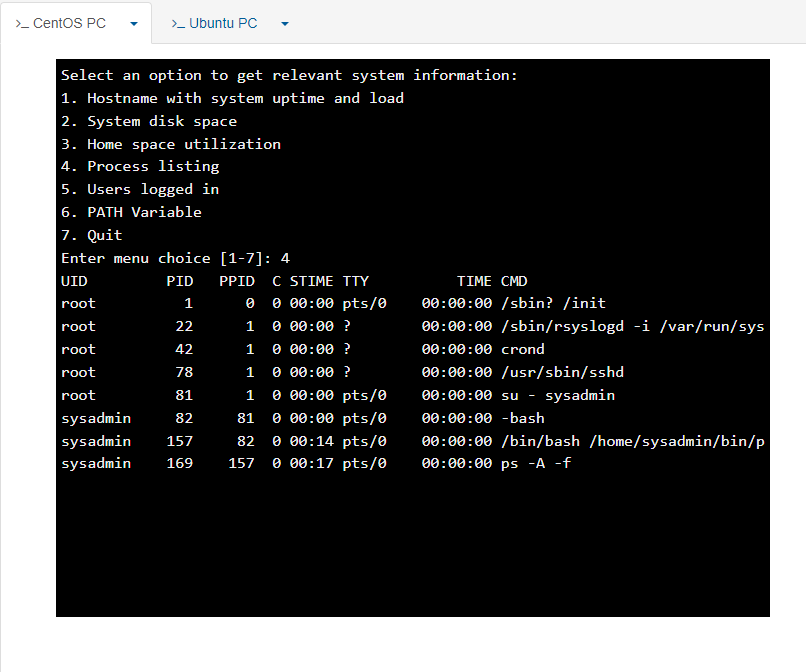 >_ CentOS PC >_ Ubuntu PC
Select an option to get relevant system information:
1. Hostname with system uptime and load
2. System disk space
3. Home space utilization
4. Process listing
5. Users logged in
6. PATH Variable
7. Quit
Enter menu choice [1-7]: 4
UID         PID   PPID  C STIME TTY          TIME CMD
root          1      0  0 00:00 pts/0    00:00:00 /sbin? /init
root         22      1  0 00:00 ?        00:00:00 /sbin/rsyslogd -i /var/run/sys
root         42      1  0 00:00 ?        00:00:00 crond
root         78      1  0 00:00 ?        00:00:00 /usr/sbin/sshd
root         81      1  0 00:00 pts/0    00:00:00 su - sysadmin
sysadmin     82     81  0 00:00 pts/0    00:00:00 -bash
sysadmin    157     82  0 00:14 pts/0    00:00:00 /bin/bash /home/sysadmin/bin/p
sysadmin    169    157  0 00:17 pts/0    00:00:00 ps -A -f